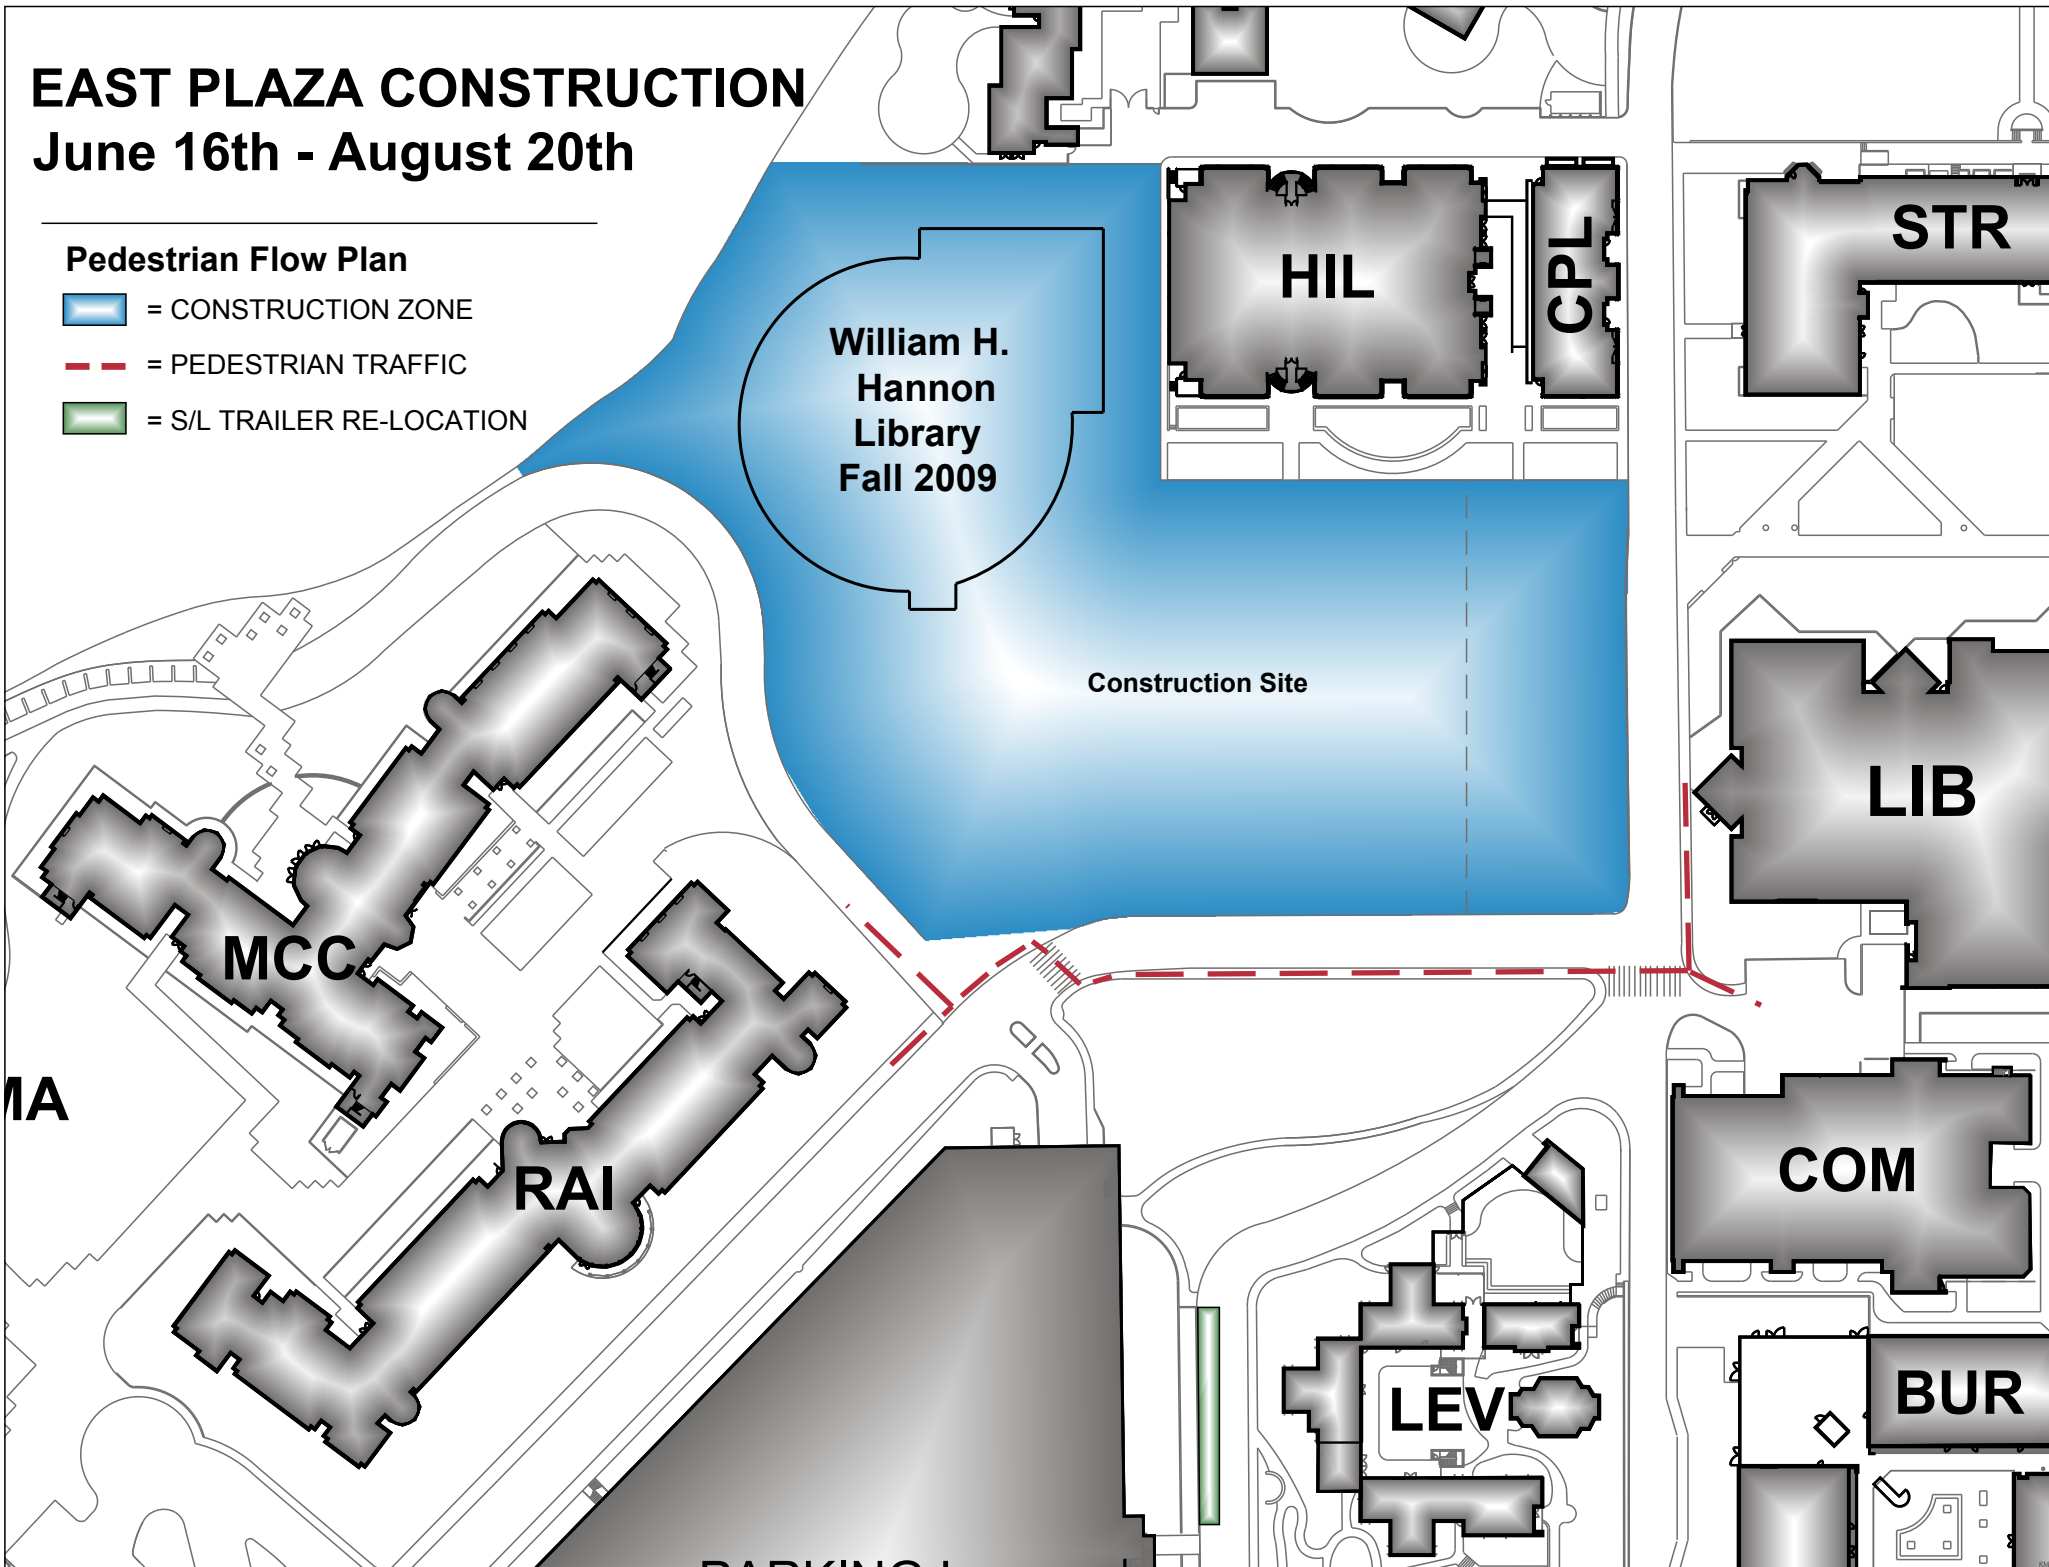 EAST PLAZA CONSTRUCTION
June 16th - August 20th
Pedestrian Flow Plan
= CONSTRUCTION ZONE
= PEDESTRIAN TRAFFIC
= S/L TRAILER RE-LOCATION
William H.
Hannon
Library
Fall 2009
HIL
CPL
STR
Construction Site
LIB
MCC
MA
RAI
COM
LEV
BUR
PARKING